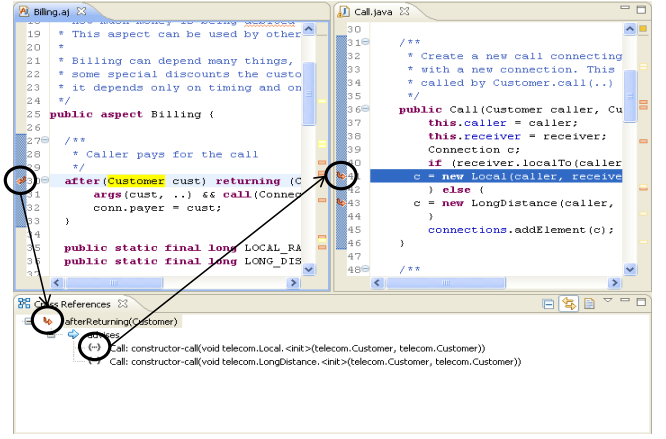 Billing.aj
19 * This aspect can be used by other
20 *
21 * Billing can depend many things,
22 * some special discounts the custo
23 * it depends only on timing and on
24 */
25 public aspect Billing {
26
27 /**
28 * Caller pays for the call
29 */
30 after(Customer cust) returning (C
31 args(cust, ..) && call(Connec
32 conn.payer = cust;
33 }
public static final long LOCAL_RA
public static final long LONG_DIS
37
Call.java
30
31 /**
32 * Create a new call connecting
33 * with a new connection. This
34 * called by Customer.call(..)
35 */
36 public Call(Customer caller, Cu
37 this.caller = caller;
38 this.receiver = receiver;
39 Connection c;
40 if (receiver.localTo(caller
41 c = new Local(caller, receive
42 } else {
43 c = new LongDistance(caller,
44 }
45 connections.addElement(c);
46 }
47
48 /**
References
afterReturning(Customer)
advises
Call: constructor-call(void telecom.Local.<init>(telecom.Customer, telecom.Customer))
Call: constructor-call(void telecom.LongDistance.<init>(telecom.Customer, telecom.Customer))